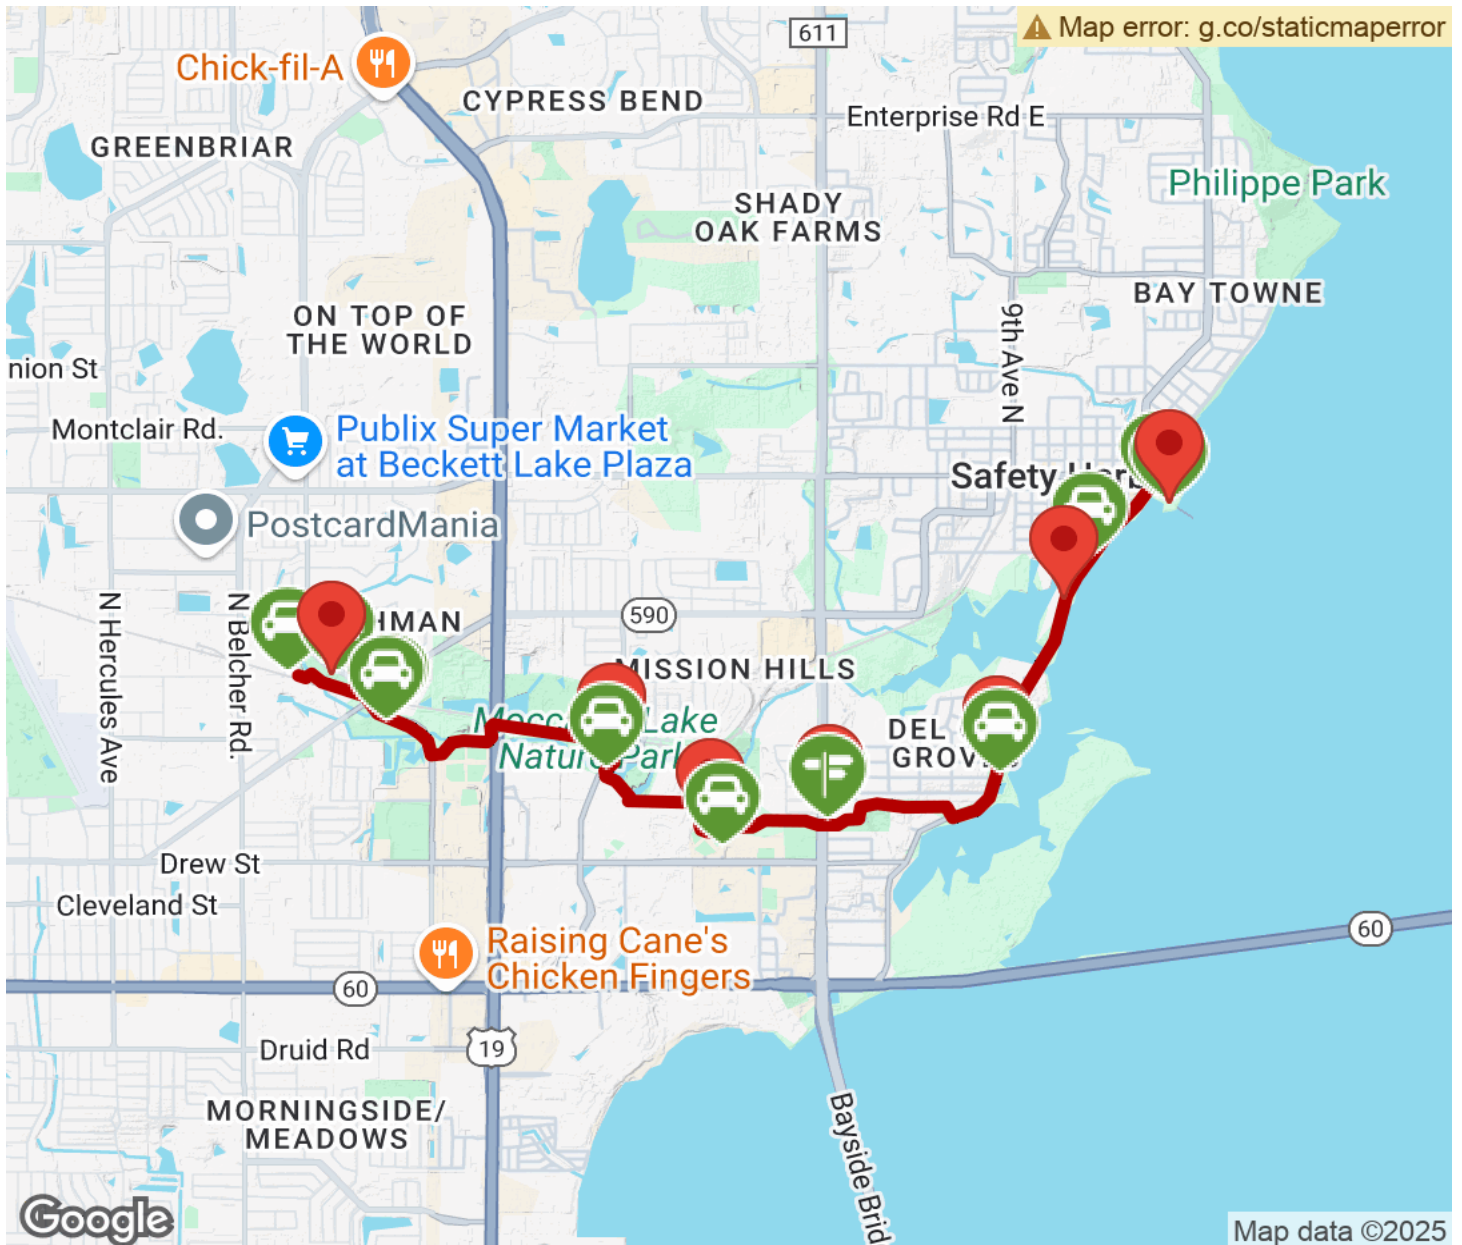 611
Map error: g.co/staticmaperror
Chick-fil-A
CYPRESS BEND
Enterprise Rd E
GREENBRIAR
Philippe Park
SHADY
OAK FARMS
BAY TOWNE
ON TOP OF
THE WORLD
9th Ave N
nion St
Montclair Rd.
Publix Super Market
at Beckett Lake Plaza
Safety
PostcardMania
N Hercules Ave
N Belcher Rd.
HMAN
590
MISSION HILLS
Lake
DEL
Drew St
Cleveland St
Raising Cane's
Chicken Fingers
60
60
Druid Rd
19
MORNINGSIDE/
MEADOWS
Bayside Brid
Google
Map data ©2025